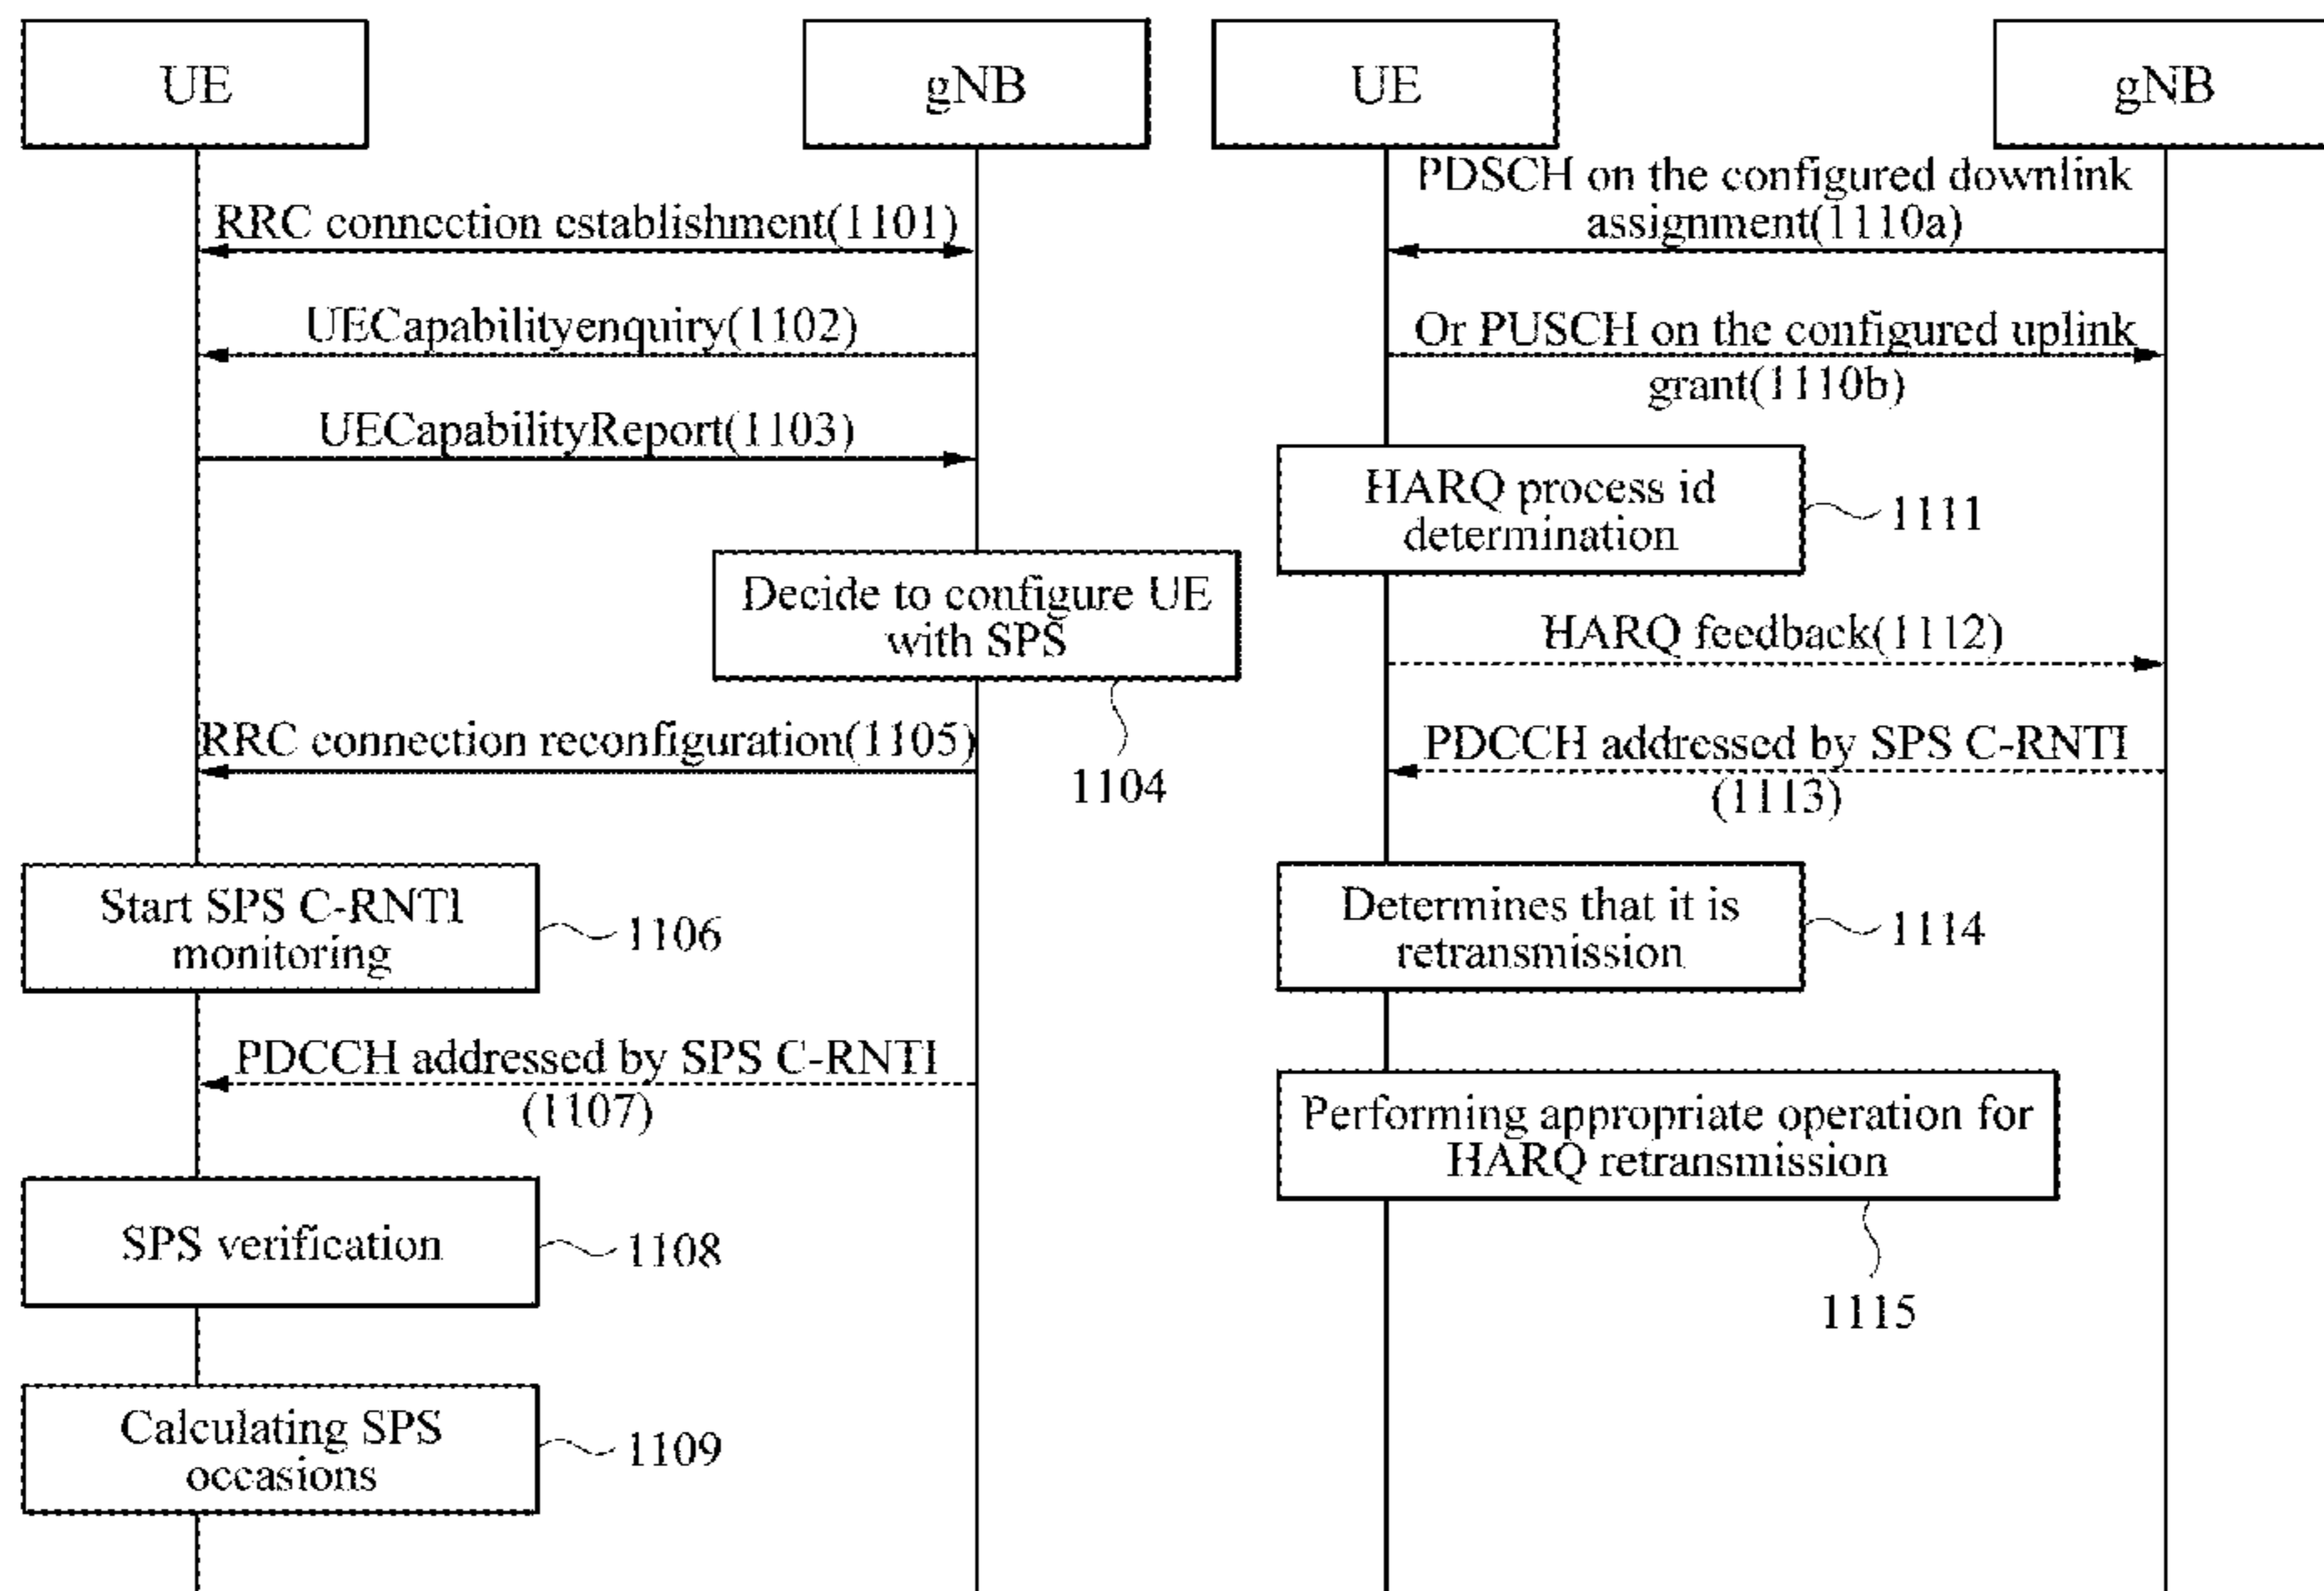 UE
gNB
RRC connection establishment(1101)
UECapabilityenquiry(1102)
UECapabilityReport(1103)
Decide to configure UE
with SPS
1104
RRC connection reconfiguration(1105)
Start SPS C-RNTI
monitoring
1106
PDCCH addressed by SPS C-RNTI
(1107)
SPS verification
1108
Calculating SPS
occasions
1109
UE
gNB
PDSCH on the configured downlink
assignment(1110a)
Or PUSCH on the configured uplink
grant(1110b)
HARQ process id
determination
1111
HARQ feedback(1112)
PDCCH addressed by SPS C-RNTI
(1113)
Determines that it is
retransmission
1114
Performing appropriate operation for
HARQ retransmission
1115